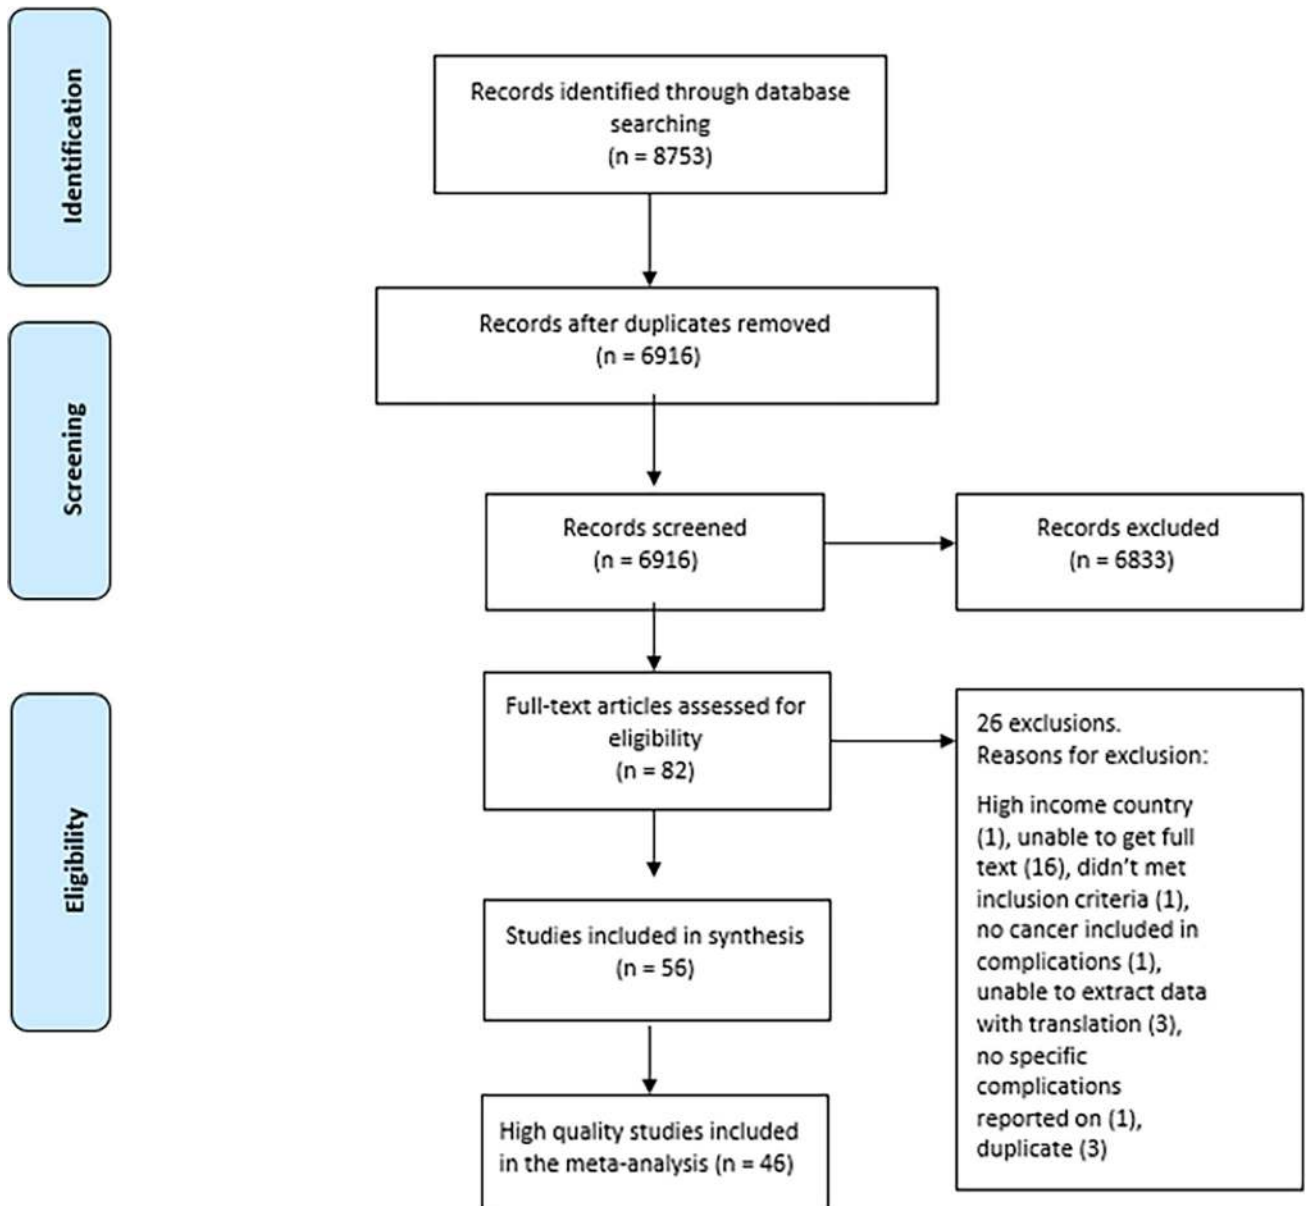 Identification
Records identified through database
searching
(n = 8753)
Records after duplicates removed
(n = 6916)
Screening
Records screened
(n = 6916)
Records excluded
(n = 6833)
Eligibility
Full-text articles assessed for
eligibility
(n = 82)
26 exclusions.
Reasons for exclusion:
High income country
(1), unable to get full
text (16), didn't met
inclusion criteria (1),
no cancer included in
complications (1),
unable to extract data
with translation (3),
no specific
complications
reported on (1),
duplicate (3)
Studies included in synthesis
(n = 56)
High quality studies included
in the meta-analysis (n = 46)